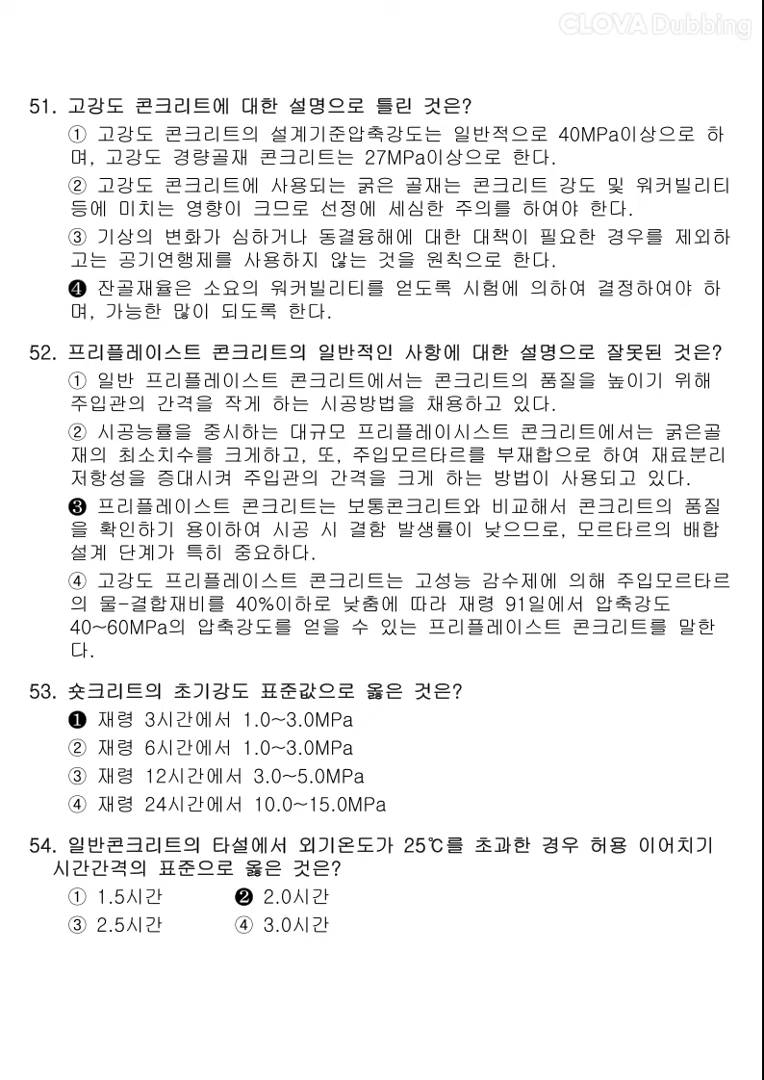 CLOVA Dubbing
51. 고강도 콘크리트에 대한 설명으로 틀린 것은?
① 고강도 콘크리트의 설계기준압축강도는 일반적으로 40MPa이상으로 하
며, 고강도 경량골재 콘크리트는 27MPa이상으로 한다.
② 고강도 콘크리트에 사용되는 굵은 골재는 콘크리트 강도 및 워커빌리티
등에 미치는 영향이 크므로 선정에 세심한 주의를 하여야 한다.
③ 기상의 변화가 심하거나 동결융해에 대한 대책이 필요한 경우를 제외하
고는 공기연행제를 사용하지 않는 것을 원칙으로 한다.
❹ 잔골재율은 소요의 워커빌리티를 얻도록 시험에 의하여 결정하여야 하
며, 가능한 많이 되도록 한다.
52. 프리플레이스트 콘크리트의 일반적인 사항에 대한 설명으로 잘못된 것은?
① 일반 프리플레이스트 콘크리트에서는 콘크리트의 품질을 높이기 위해
주입관의 간격을 작게 하는 시공방법을 채용하고 있다.
② 시공능률을 중시하는 대규모 프리플레이시스트 콘크리트에서는 굵은골
재의 최소치수를 크게하고, 또, 주입모르타르를 부재합으로 하여 재료분리
저항성을 증대시켜 주입관의 간격을 크게 하는 방법이 사용되고 있다.
❸ 프리플레이스트 콘크리트는 보통콘크리트와 비교해서 콘크리트의 품질
을 확인하기 용이하여 시공 시 결함 발생률이 낮으므로, 모르타르의 배합
설계 단계가 특히 중요하다.
④ 고강도 프리플레이스트 콘크리트는 고성능 감수제에 의해 주입모르타르
의 물-결합재비를 40%이하로 낮춤에 따라 재령 91일에서 압축강도
40~60MPa의 압축강도를 얻을 수 있는 프리플레이스트 콘크리트를 말한
다.
53. 숏크리트의 초기강도 표준값으로 옳은 것은?
❶ 재령 3시간에서 1.0~3.0MPa
② 재령 6시간에서 1.0~3.0MPa
③ 재령 12시간에서 3.0~5.0MPa
④ 재령 24시간에서 10.0~15.0MPa
54. 일반콘크리트의 타설에서 외기온도가 25℃를 초과한 경우 허용 이어치기
시간간격의 표준으로 옳은 것은?
① 1.5시간 ❷ 2.0시간
③ 2.5시간 ④ 3.0시간